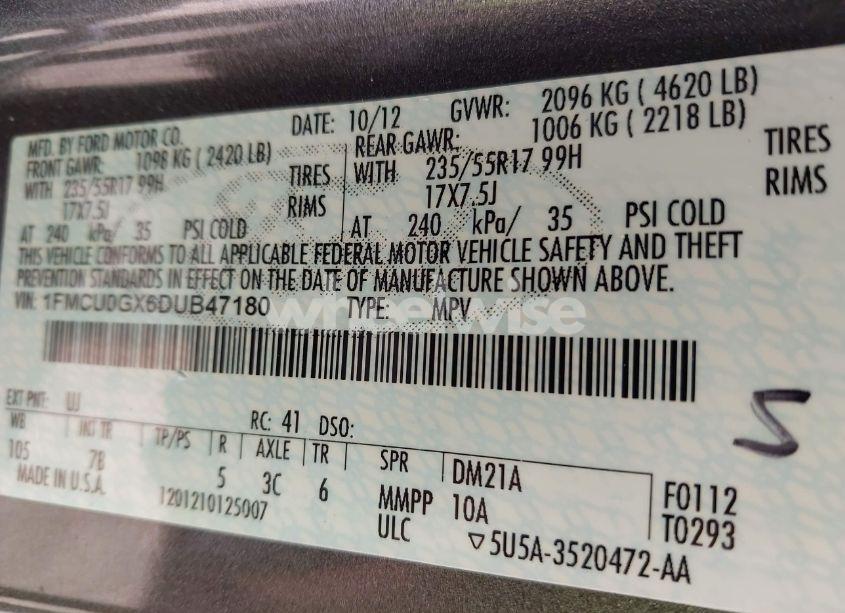 MFD. BY FORD MOTOR CO.
DATE: 10/12 GVWR: 2096 KG ( 4620 LB)
FRONT GAWR: 1098 KG ( 2420 LB) REAR GAWR: 1006 KG ( 2218 LB)
WITH 235/55R17 99H TIRES WITH 235/55R17 99H TIRES
17X7.5J RIMS 17X7.5J RIMS
AT 240 kPa/ 35 PSI COLD AT 240 kPa/ 35 PSI COLD
THIS VEHICLE CONFORMS TO ALL APPLICABLE FEDERAL MOTOR VEHICLE SAFETY AND THEFT
PREVENTION STANDARDS IN EFFECT ON THE DATE OF MANUFACTURE SHOWN ABOVE.
VIN: 1FMCU0GX6DUB47180 TYPE: MPV
wheelwise
EXT PNT: UJ RC: 41 DSO:
WB INT TR TP/PS R AXLE TR SPR DM21A F0112
105 7B 5 3C 6 MMPP 10A T0293
MADE IN U.S.A. 1201210125007 ULC ▽5U5A-3520472-AA
S